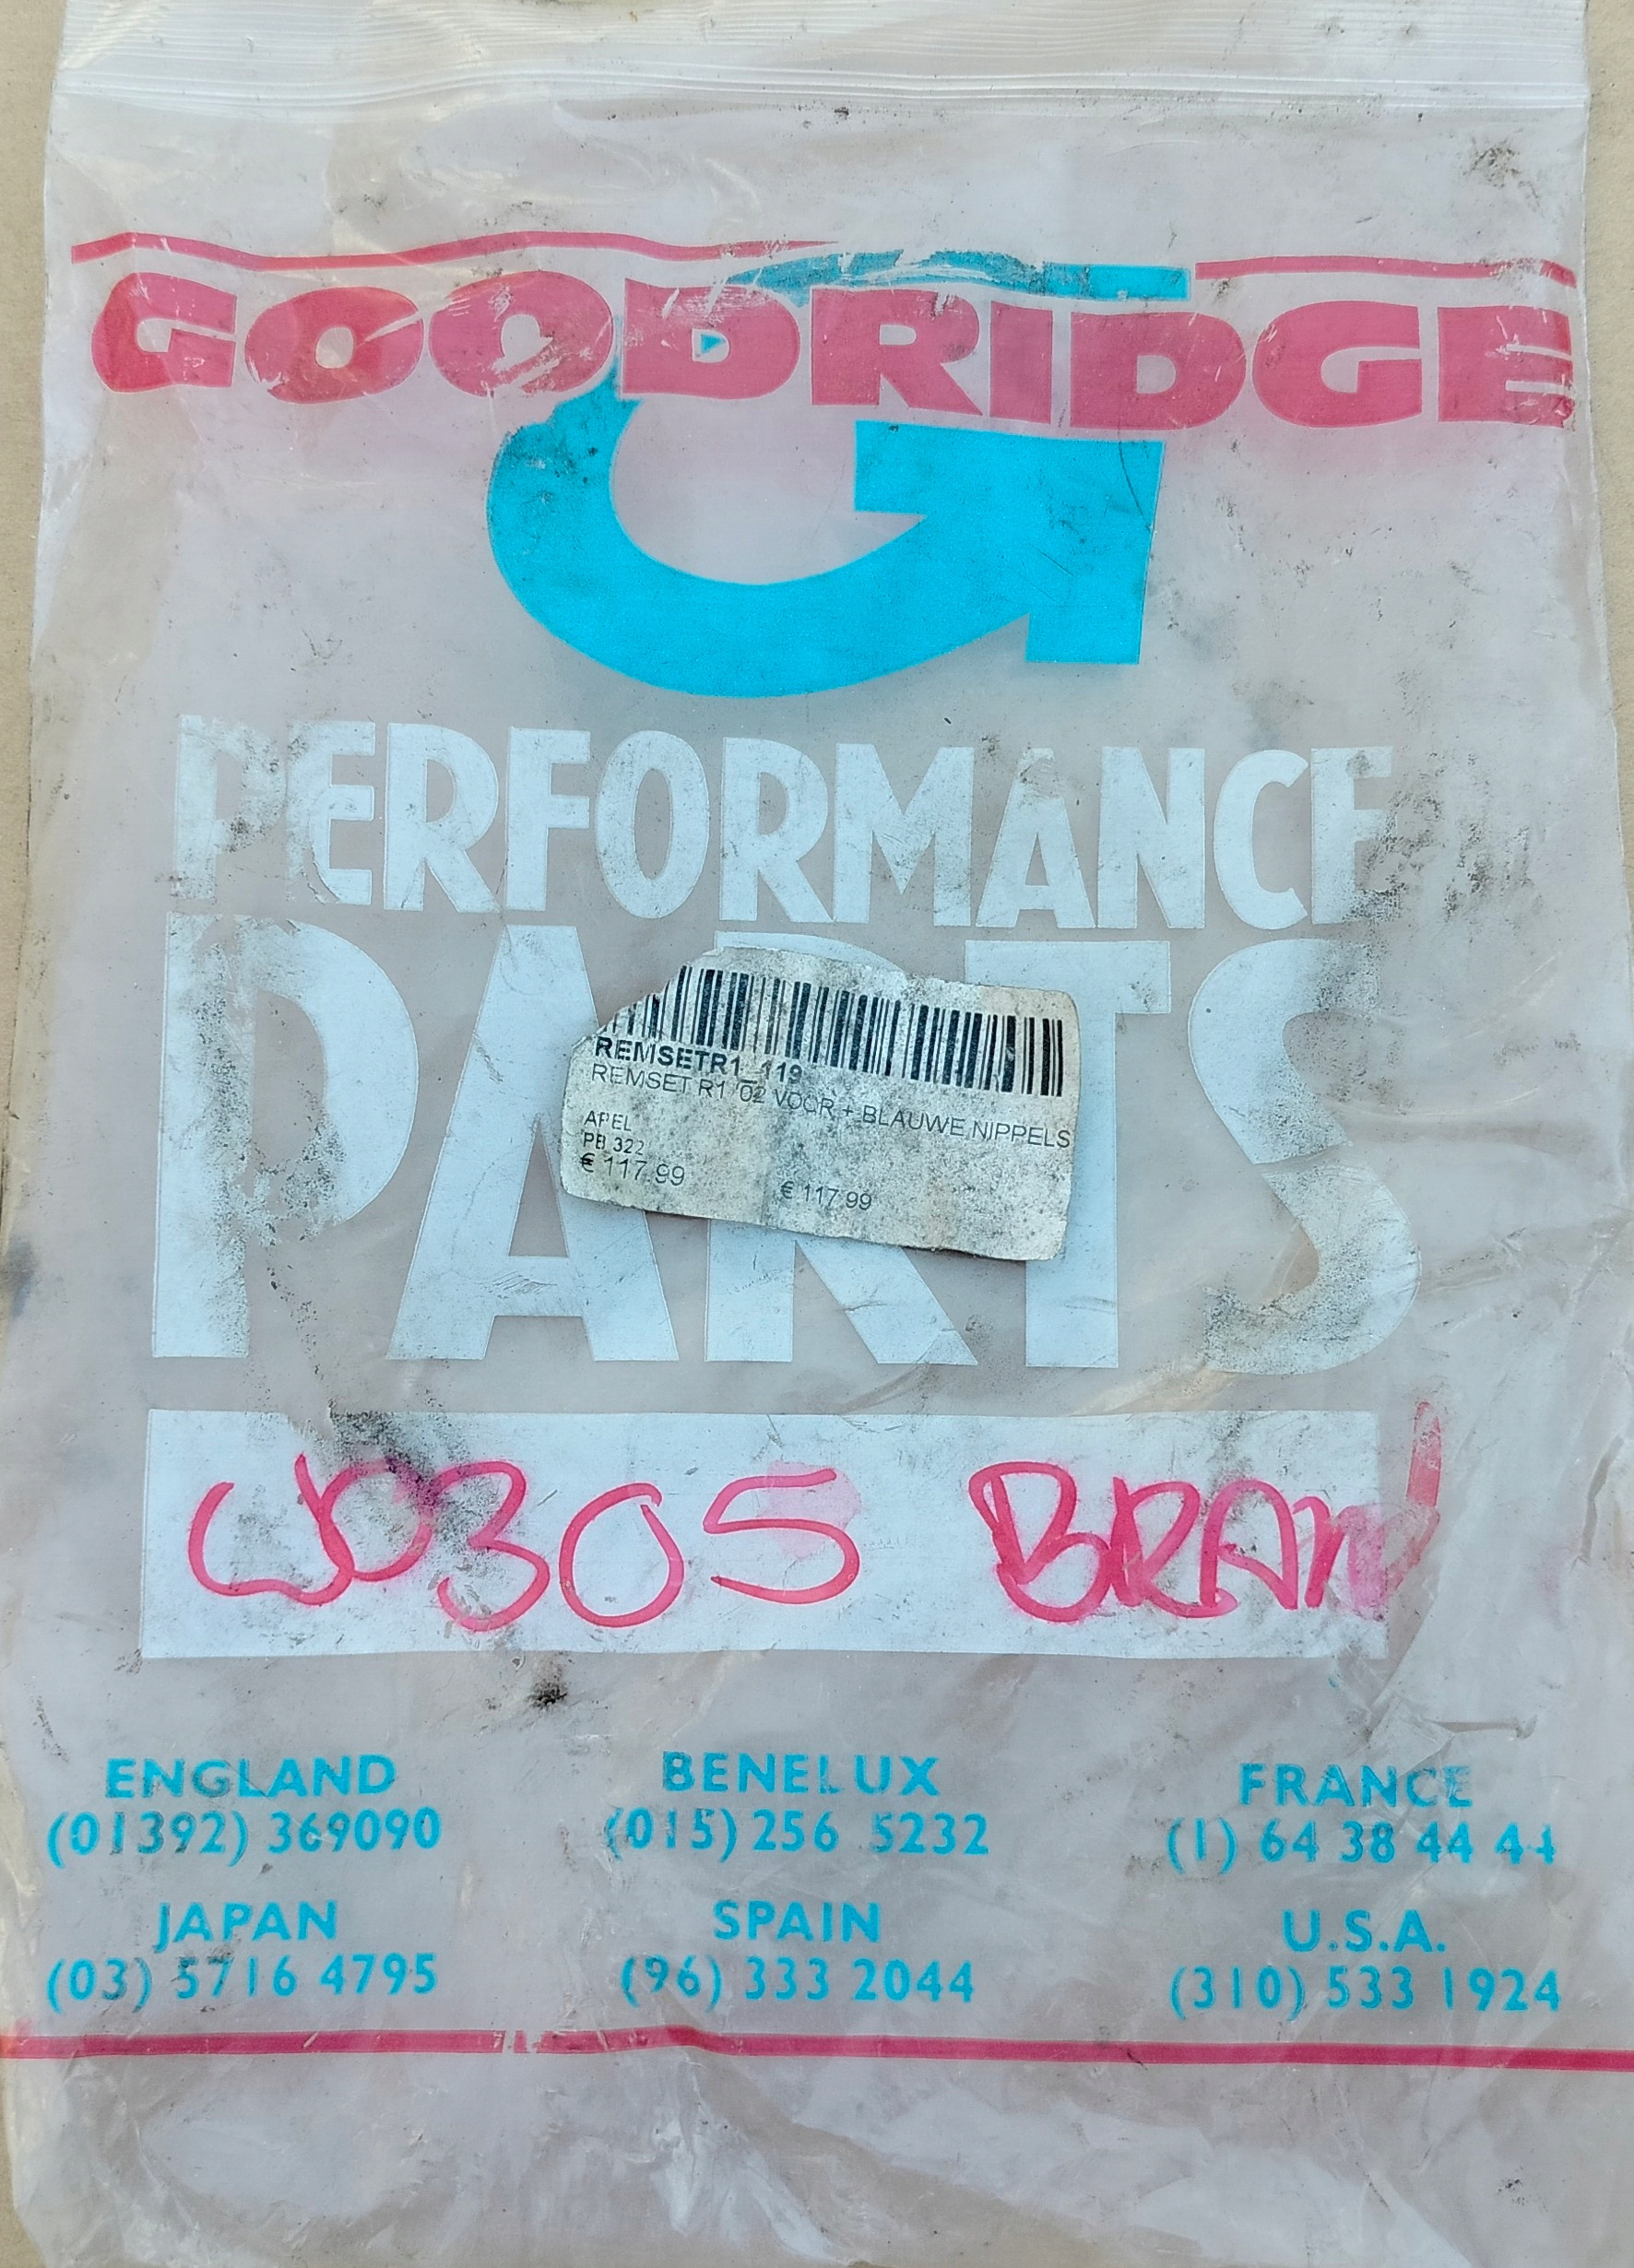 GOODRIDGE
PERFORMANCE
PARTS
REMSETR1_119
REMSET R1 02 VOOR + BLAUWE NIPPELS
APEL
PB 322
€ 117.99 € 117.99
W0305 BRAN
ENGLAND BENELUX FRANCE
(01392) 369090 (015) 256 5232 (1) 64 38 44 44
JAPAN SPAIN U.S.A.
(03) 5716 4795 (96) 333 2044 (310) 533 1924